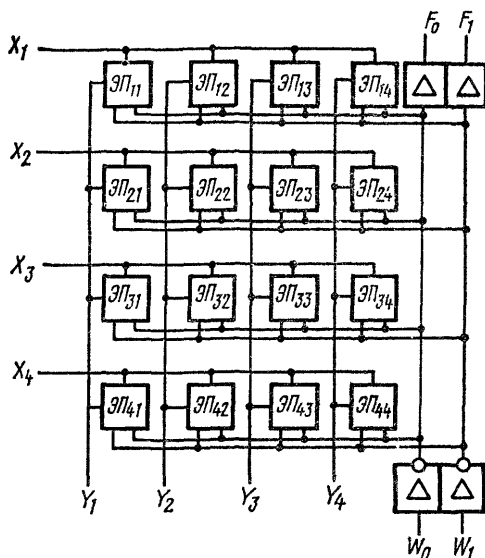 F₀ F₁
X₁
ЭП₁₁ ЭП₁₂ ЭП₁₃ ЭП₁₄
X₂
ЭП₂₁ ЭП₂₂ ЭП₂₃ ЭП₂₄
X₃
ЭП₃₁ ЭП₃₂ ЭП₃₃ ЭП₃₄
X₄
ЭП₄₁ ЭП₄₂ ЭП₄₃ ЭП₄₄
Y₁ Y₂ Y₃ Y₄
W₀ W₁